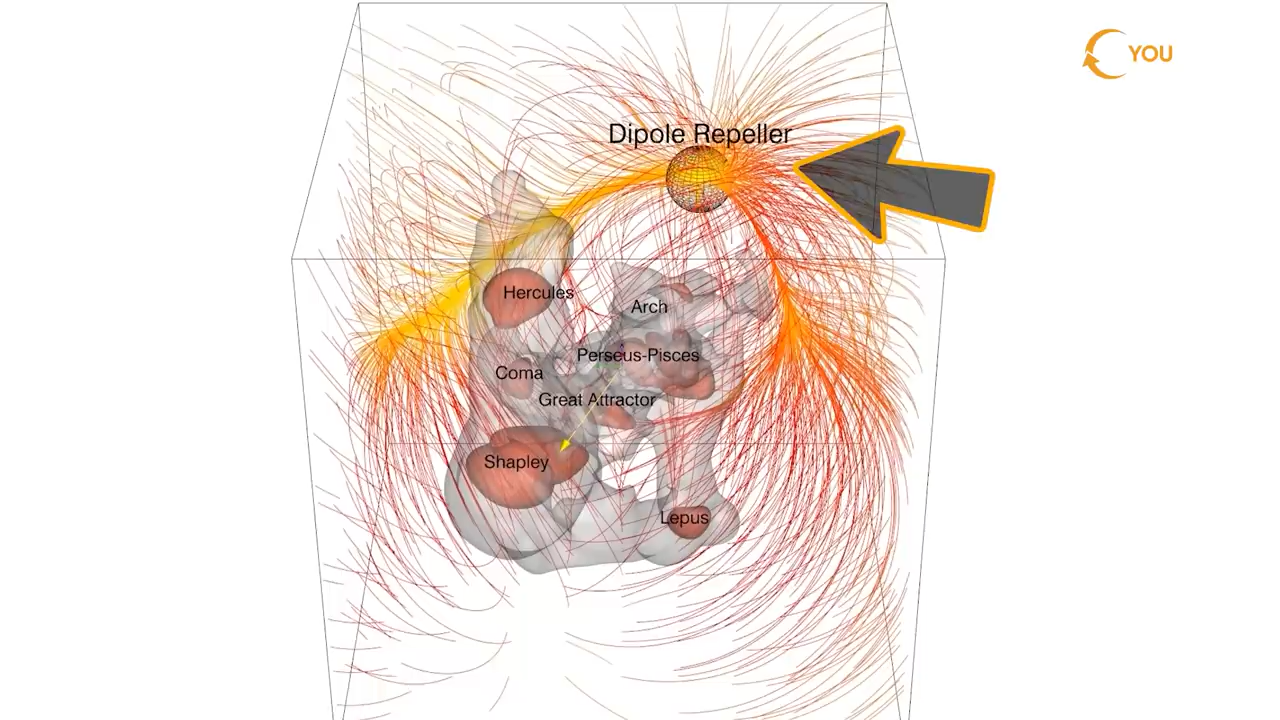 YOU
Dipole Repeller
Hercules
Arch
Perseus-Pisces
Coma
Great Attractor
Shapley
Lepus